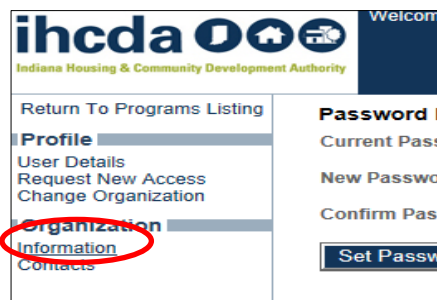 Welcom
ihcda
Indiana Housing & Community Development Authority
Return To Programs Listing
Profile
User Details
Request New Access
Change Organization
Organization
Information
Contacts
Password
Current Pass
New Passwo
Confirm Pas
Set Passw